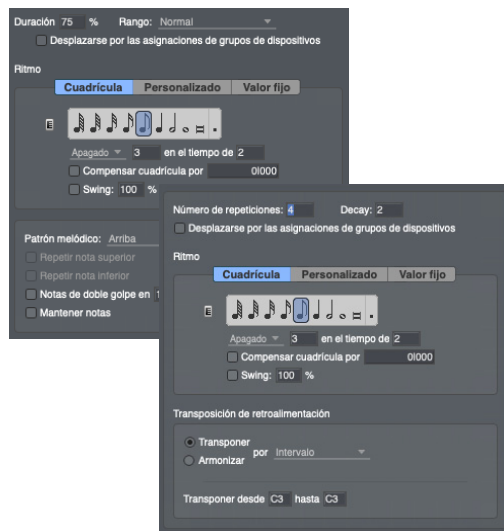 Duración 75 % Rango: Normal
Desplazarse por las asignaciones de grupos de dispositivos
Ritmo
Cuadrícula Personalizado Valor fijo
E
Apagado 3 en el tiempo de 2
Compensar cuadrícula por 0|000
Swing: 100 %
Patrón melódico: Arriba
Repetir nota superior
Repetir nota inferior
Notas de doble golpe en
Mantener notas
Número de repeticiones: 4 Decay: 2
Desplazarse por las asignaciones de grupos de dispositivos
Ritmo
Cuadrícula Personalizado Valor fijo
E
Apagado 3 en el tiempo de 2
Compensar cuadrícula por 0|000
Swing: 100 %
Transposición de retroalimentación
Transponer
por Intervalo
Armonizar
Transponer desde C3 hasta C3